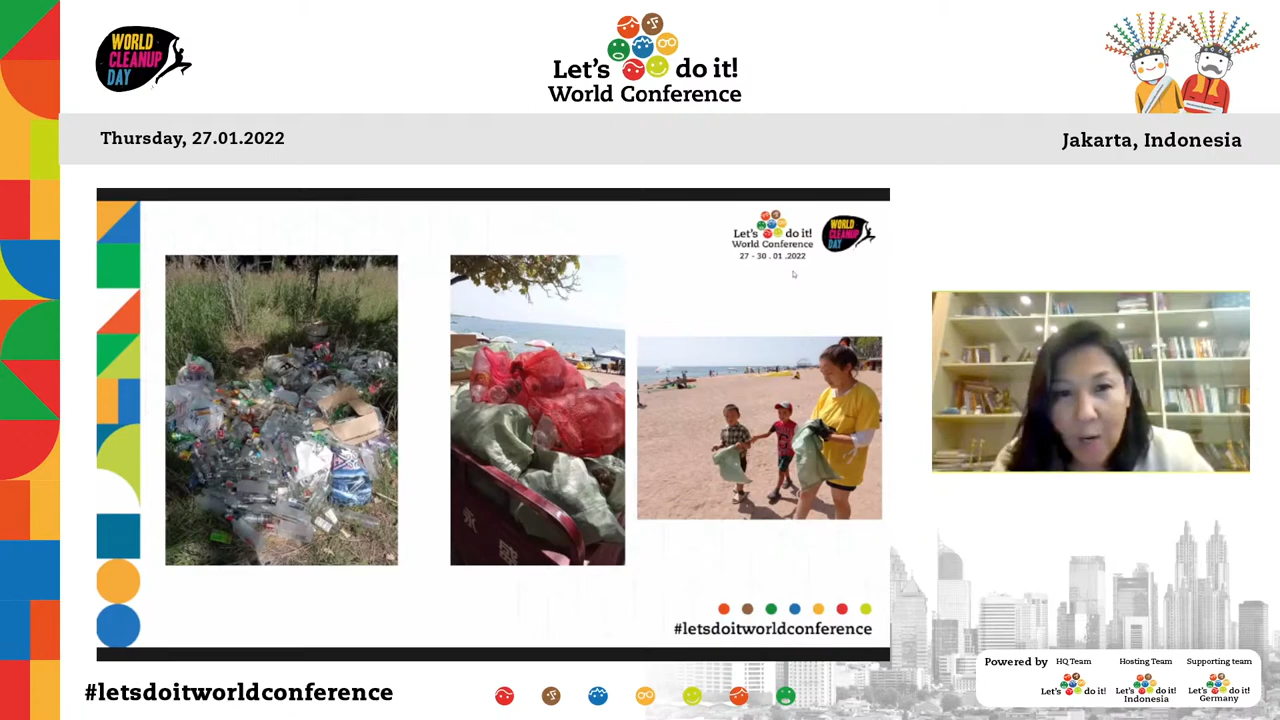 WORLD
CLEANUP
DAY
Let's do it!
World Conference
Thursday, 27.01.2022
Jakarta, Indonesia
Let's do it!
World Conference
27 - 30 . 01 .2022
WORLD
CLEANUP
DAY
#letsdoitworldconference
#letsdoitworldconference
Powered by
HQ Team
Hosting Team
Supporting team
Let's do it!
Let's do it!
Indonesia
Let's do it!
Germany